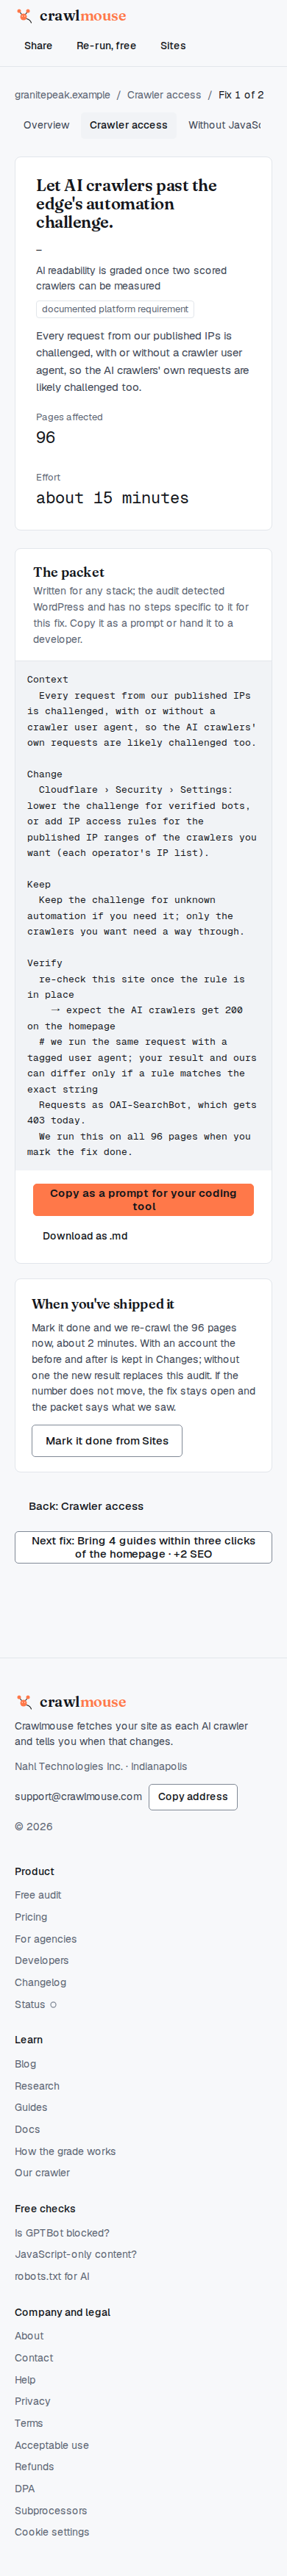 crawlmouse
Share Re-run, free Sites
granitepeak.example / Crawler access / Fix 1 of 2
Overview Crawler access Without JavaSc
Let AI crawlers past the
edge's automation
challenge.
–
AI readability is graded once two scored
crawlers can be measured
documented platform requirement
Every request from our published IPs is
challenged, with or without a crawler user
agent, so the AI crawlers' own requests are
likely challenged too.
Pages affected
96
Effort
about 15 minutes
The packet
Written for any stack; the audit detected
WordPress and has no steps specific to it for
this fix. Copy it as a prompt or hand it to a
developer.
Context
Every request from our published IPs
is challenged, with or without a
crawler user agent, so the AI crawlers'
own requests are likely challenged too.
Change
Cloudflare › Security › Settings:
lower the challenge for verified bots,
or add IP access rules for the
published IP ranges of the crawlers you
want (each operator's IP list).
Keep
Keep the challenge for unknown
automation if you need it; only the
crawlers you want need a way through.
Verify
re-check this site once the rule is
in place
→ expect the AI crawlers get 200
on the homepage
# we run the same request with a
tagged user agent; your result and ours
can differ only if a rule matches the
exact string
Requests as OAI-SearchBot, which gets
403 today.
We run this on all 96 pages when you
mark the fix done.
Copy as a prompt for your coding
tool
Download as .md
When you've shipped it
Mark it done and we re-crawl the 96 pages
now, about 2 minutes. With an account the
before and after is kept in Changes; without
one the new result replaces this audit. If the
number does not move, the fix stays open and
the packet says what we saw.
Mark it done from Sites
Back: Crawler access
Next fix: Bring 4 guides within three clicks
of the homepage · +2 SEO
crawlmouse
Crawlmouse fetches your site as each AI crawler
and tells you when that changes.
Nahl Technologies Inc. · Indianapolis
support@crawlmouse.com Copy address
© 2026
Product
Free audit
Pricing
For agencies
Developers
Changelog
Status
Learn
Blog
Research
Guides
Docs
How the grade works
Our crawler
Free checks
Is GPTBot blocked?
JavaScript-only content?
robots.txt for AI
Company and legal
About
Contact
Help
Privacy
Terms
Acceptable use
Refunds
DPA
Subprocessors
Cookie settings